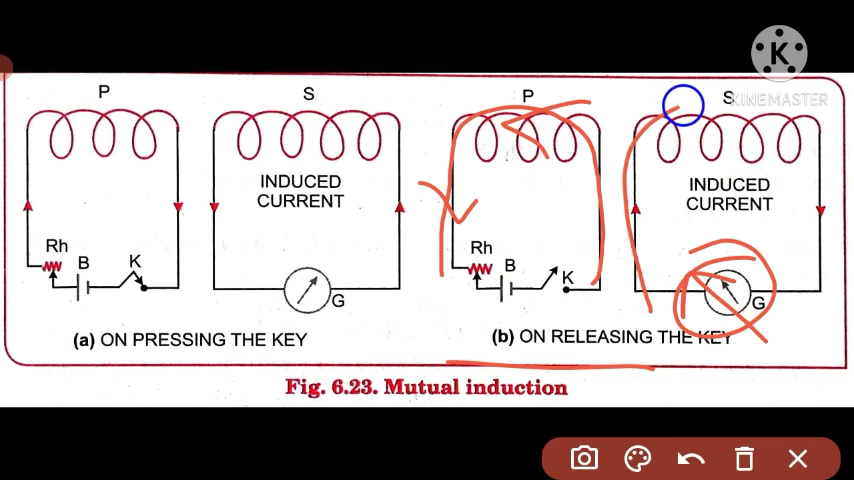 K
KINEMASTER
P
S
P
S
INDUCED
CURRENT
INDUCED
CURRENT
Rh
B
K
G
Rh
B
K
G
(a) ON PRESSING THE KEY
(b) ON RELEASING THE KEY
Fig. 6.23. Mutual induction